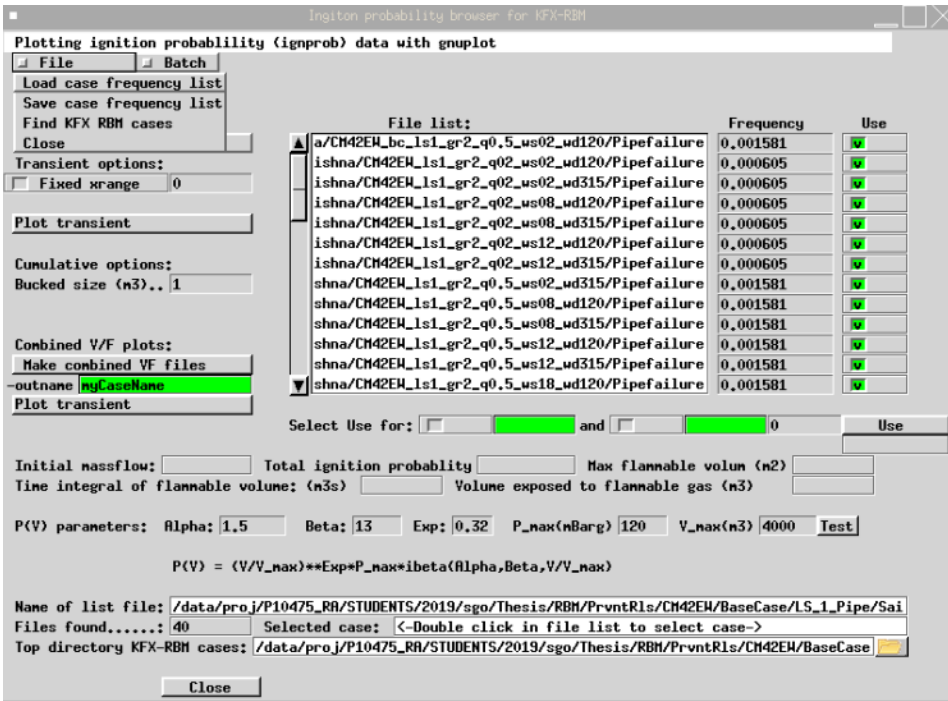 Ingiton probability browser for KFX-RBM
Plotting ignition probablility (ignprob) data with gnuplot
File Batch
Load case frequency list
Save case frequency list
Find KFX RBM cases
Close
File list: Frequency Use
a/CM42EW_bc_ls1_gr2_q0.5_ws02_wd120/Pipefailure 0.001581 v
Transient options: ishna/CM42EW_ls1_gr2_q02_ws02_wd120/Pipefailure 0.000605 v
Fixed xrange 0 ishna/CM42EW_ls1_gr2_q02_ws02_wd315/Pipefailure 0.000605 v
ishna/CM42EW_ls1_gr2_q02_ws08_wd120/Pipefailure 0.000605 v
Plot transient ishna/CM42EW_ls1_gr2_q02_ws08_wd315/Pipefailure 0.000605 v
ishna/CM42EW_ls1_gr2_q02_ws12_wd120/Pipefailure 0.000605 v
Cumulative options: ishna/CM42EW_ls1_gr2_q02_ws12_wd315/Pipefailure 0.000605 v
Bucked size (m3).. 1 shna/CM42EW_ls1_gr2_q0.5_ws02_wd315/Pipefailure 0.001581 v
shna/CM42EW_ls1_gr2_q0.5_ws08_wd120/Pipefailure 0.001581 v
shna/CM42EW_ls1_gr2_q0.5_ws08_wd315/Pipefailure 0.001581 v
Combined V/F plots: shna/CM42EW_ls1_gr2_q0.5_ws12_wd120/Pipefailure 0.001581 v
Make combined VF files shna/CM42EW_ls1_gr2_q0.5_ws12_wd315/Pipefailure 0.001581 v
-outname myCaseName shna/CM42EW_ls1_gr2_q0.5_ws18_wd120/Pipefailure 0.001581 v
Plot transient
Select Use for: and 0 Use
Initial massflow: Total ignition probablity Max flammable volum (m2)
Time integral of flammable volume: (m3s) Volume exposed to flammable gas (m3)
P(V) parameters: Alpha: 1.5 Beta: 13 Exp: 0.32 P_max(mBarg) 120 V_max(m3) 4000 Test
P(V) = (V/V_max)**Exp*P_max*ibeta(Alpha,Beta,V/V_max)
Name of list file: /data/proj/P10475_RA/STUDENTS/2019/sgo/Thesis/RBM/PrvntRls/CM42EW/BaseCase/LS_1_Pipe/Sai
Files found......: 40 Selected case: <-Double click in file list to select case->
Top directory KFX-RBM cases: /data/proj/P10475_RA/STUDENTS/2019/sgo/Thesis/RBM/PrvntRls/CM42EW/BaseCase
Close